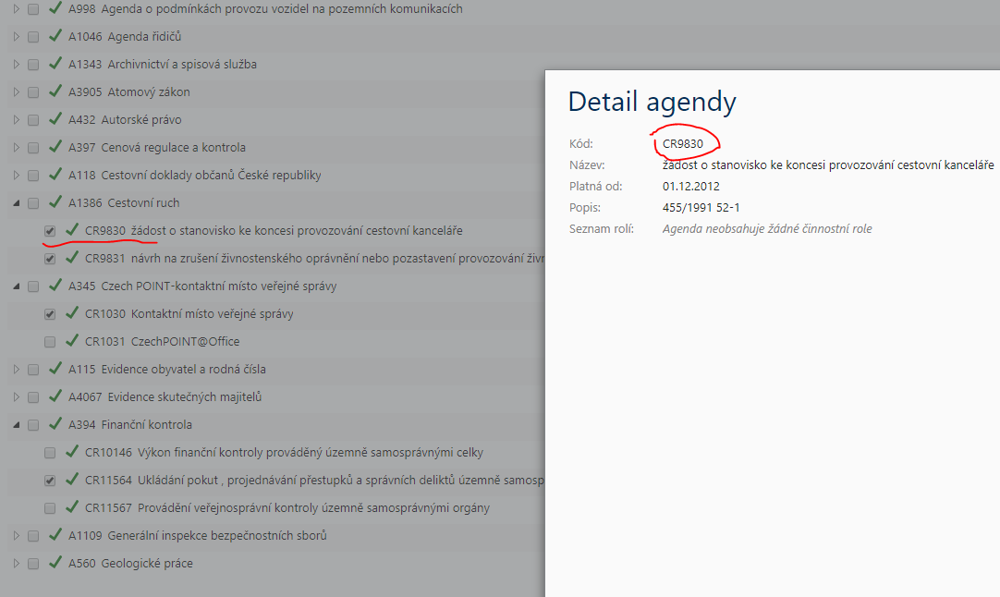 A998 Agenda o podmínkách provozu vozidel na pozemních komunikacích
A1046 Agenda řidičů
A1343 Archivnictví a spisová služba
A3905 Atomový zákon
A432 Autorské právo
A397 Cenová regulace a kontrola
A118 Cestovní doklady občanů České republiky
A1386 Cestovní ruch
CR9830 žádost o stanovisko ke koncesi provozování cestovní kanceláře
CR9831 návrh na zrušení živnostenského oprávnění nebo pozastavení provozování
A345 Czech POINT-kontaktní místo veřejné správy
CR1030 Kontaktní místo veřejné správy
CR1031 CzechPOINT@Office
A115 Evidence obyvatel a rodná čísla
A4067 Evidence skutečných majitelů
A394 Finanční kontrola
CR10146 Výkon finanční kontroly prováděný územně samosprávnými celky
CR11564 Ukládání pokut , projednávání přestupků a správních deliktů územně samosp
CR11567 Provádění veřejnosprávní kontroly územně samosprávnými orgány
A1109 Generální inspekce bezpečnostních sborů
A560 Geologické práce
Detail agendy
Kód: CR9830
Název: žádost o stanovisko ke koncesi provozování cestovní kanceláře
Platná od: 01.12.2012
Popis: 455/1991 52-1
Seznam rolí: Agenda neobsahuje žádné činnostní role